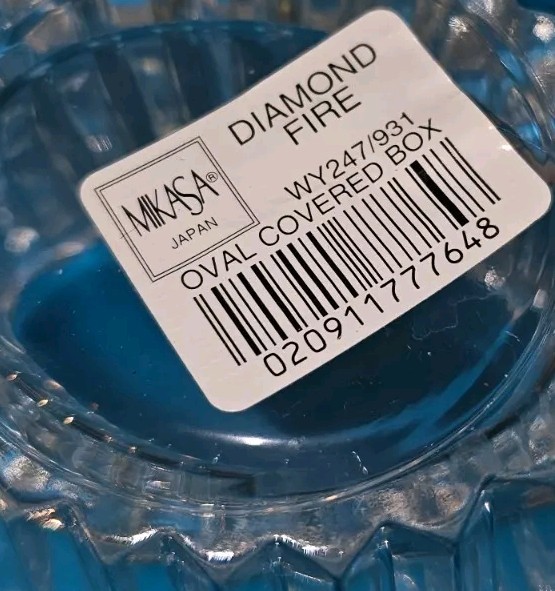 DIAMOND
FIRE
MIKASA®
JAPAN
WY247/931
OVAL COVERED BOX
020911777648